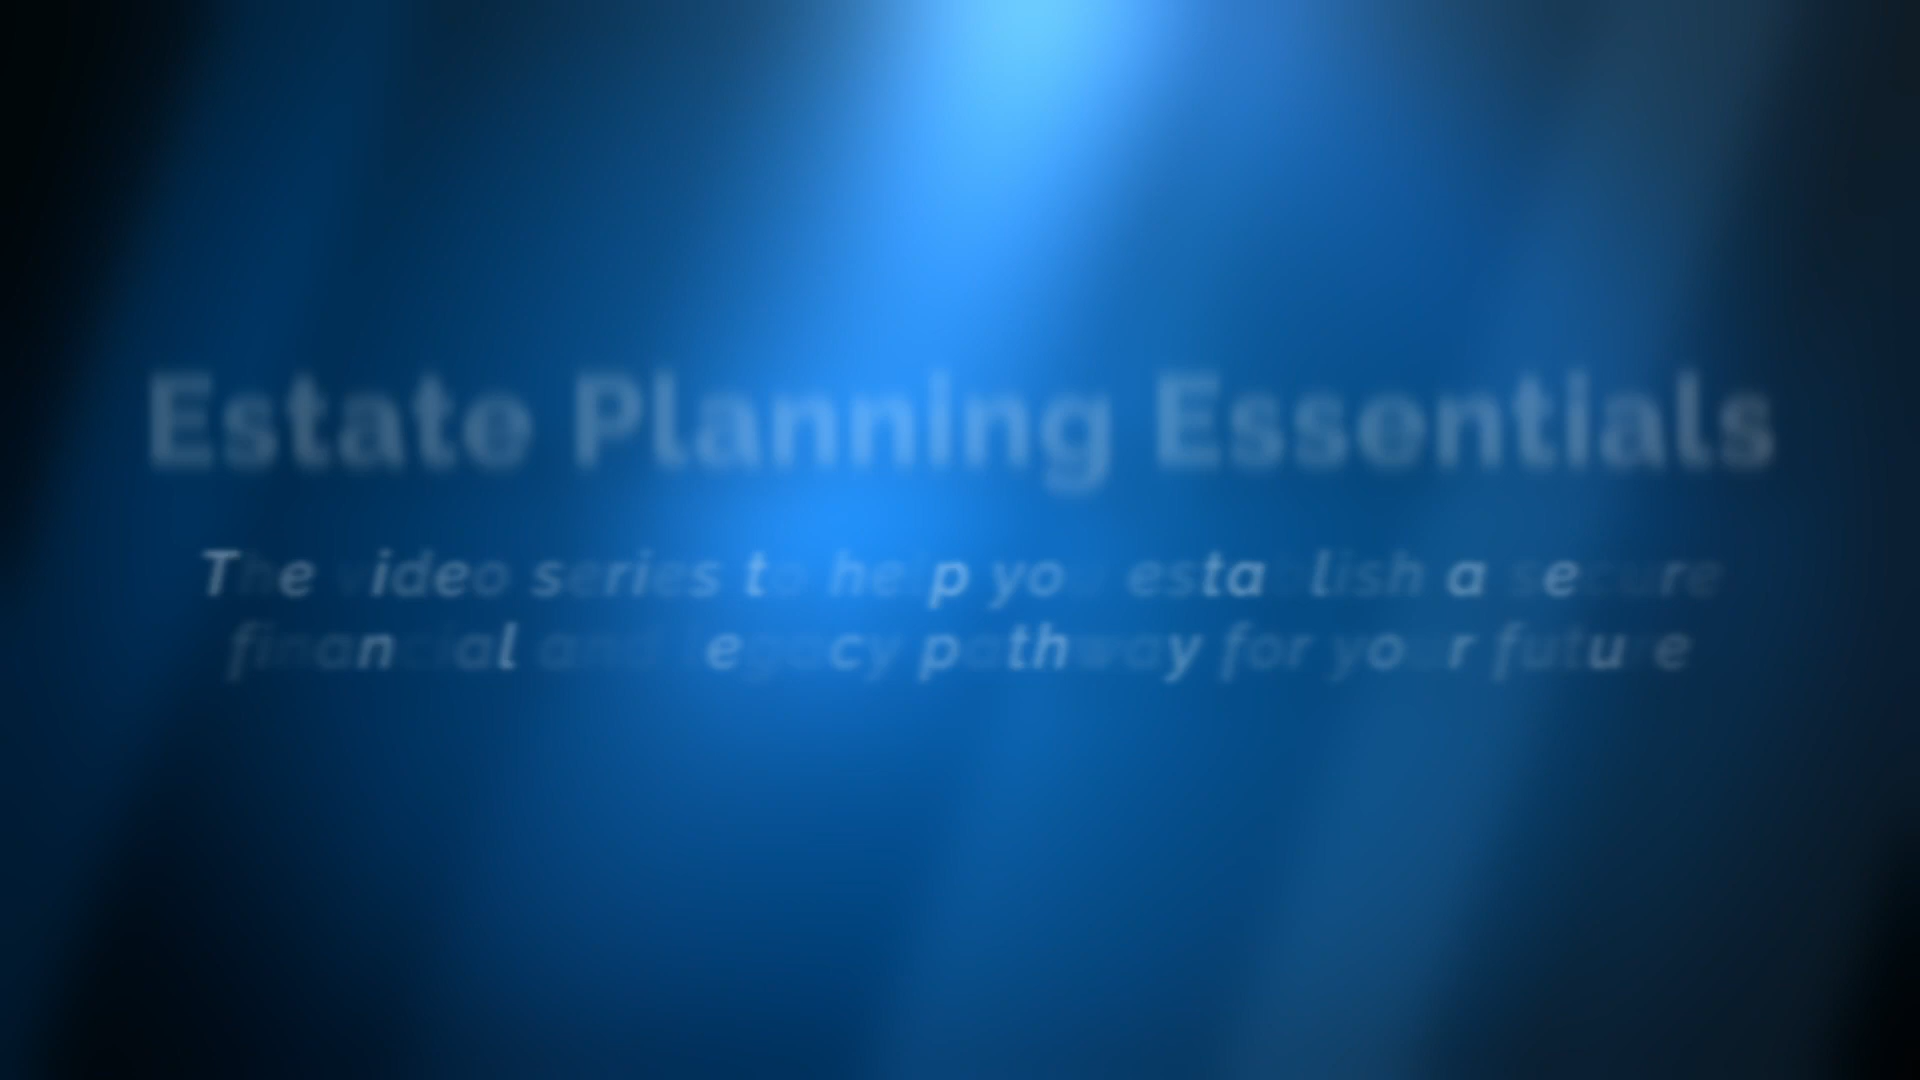 Estate Planning Essentials
The video series to help you establish a secure
financial and legacy pathway for your future